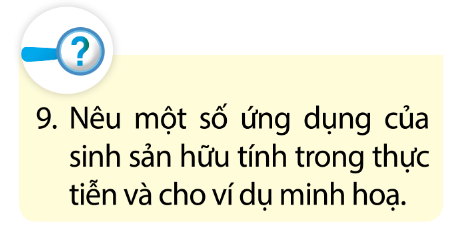 ?
9. Nêu một số ứng dụng của
sinh sản hữu tính trong thực
tiễn và cho ví dụ minh hoạ.